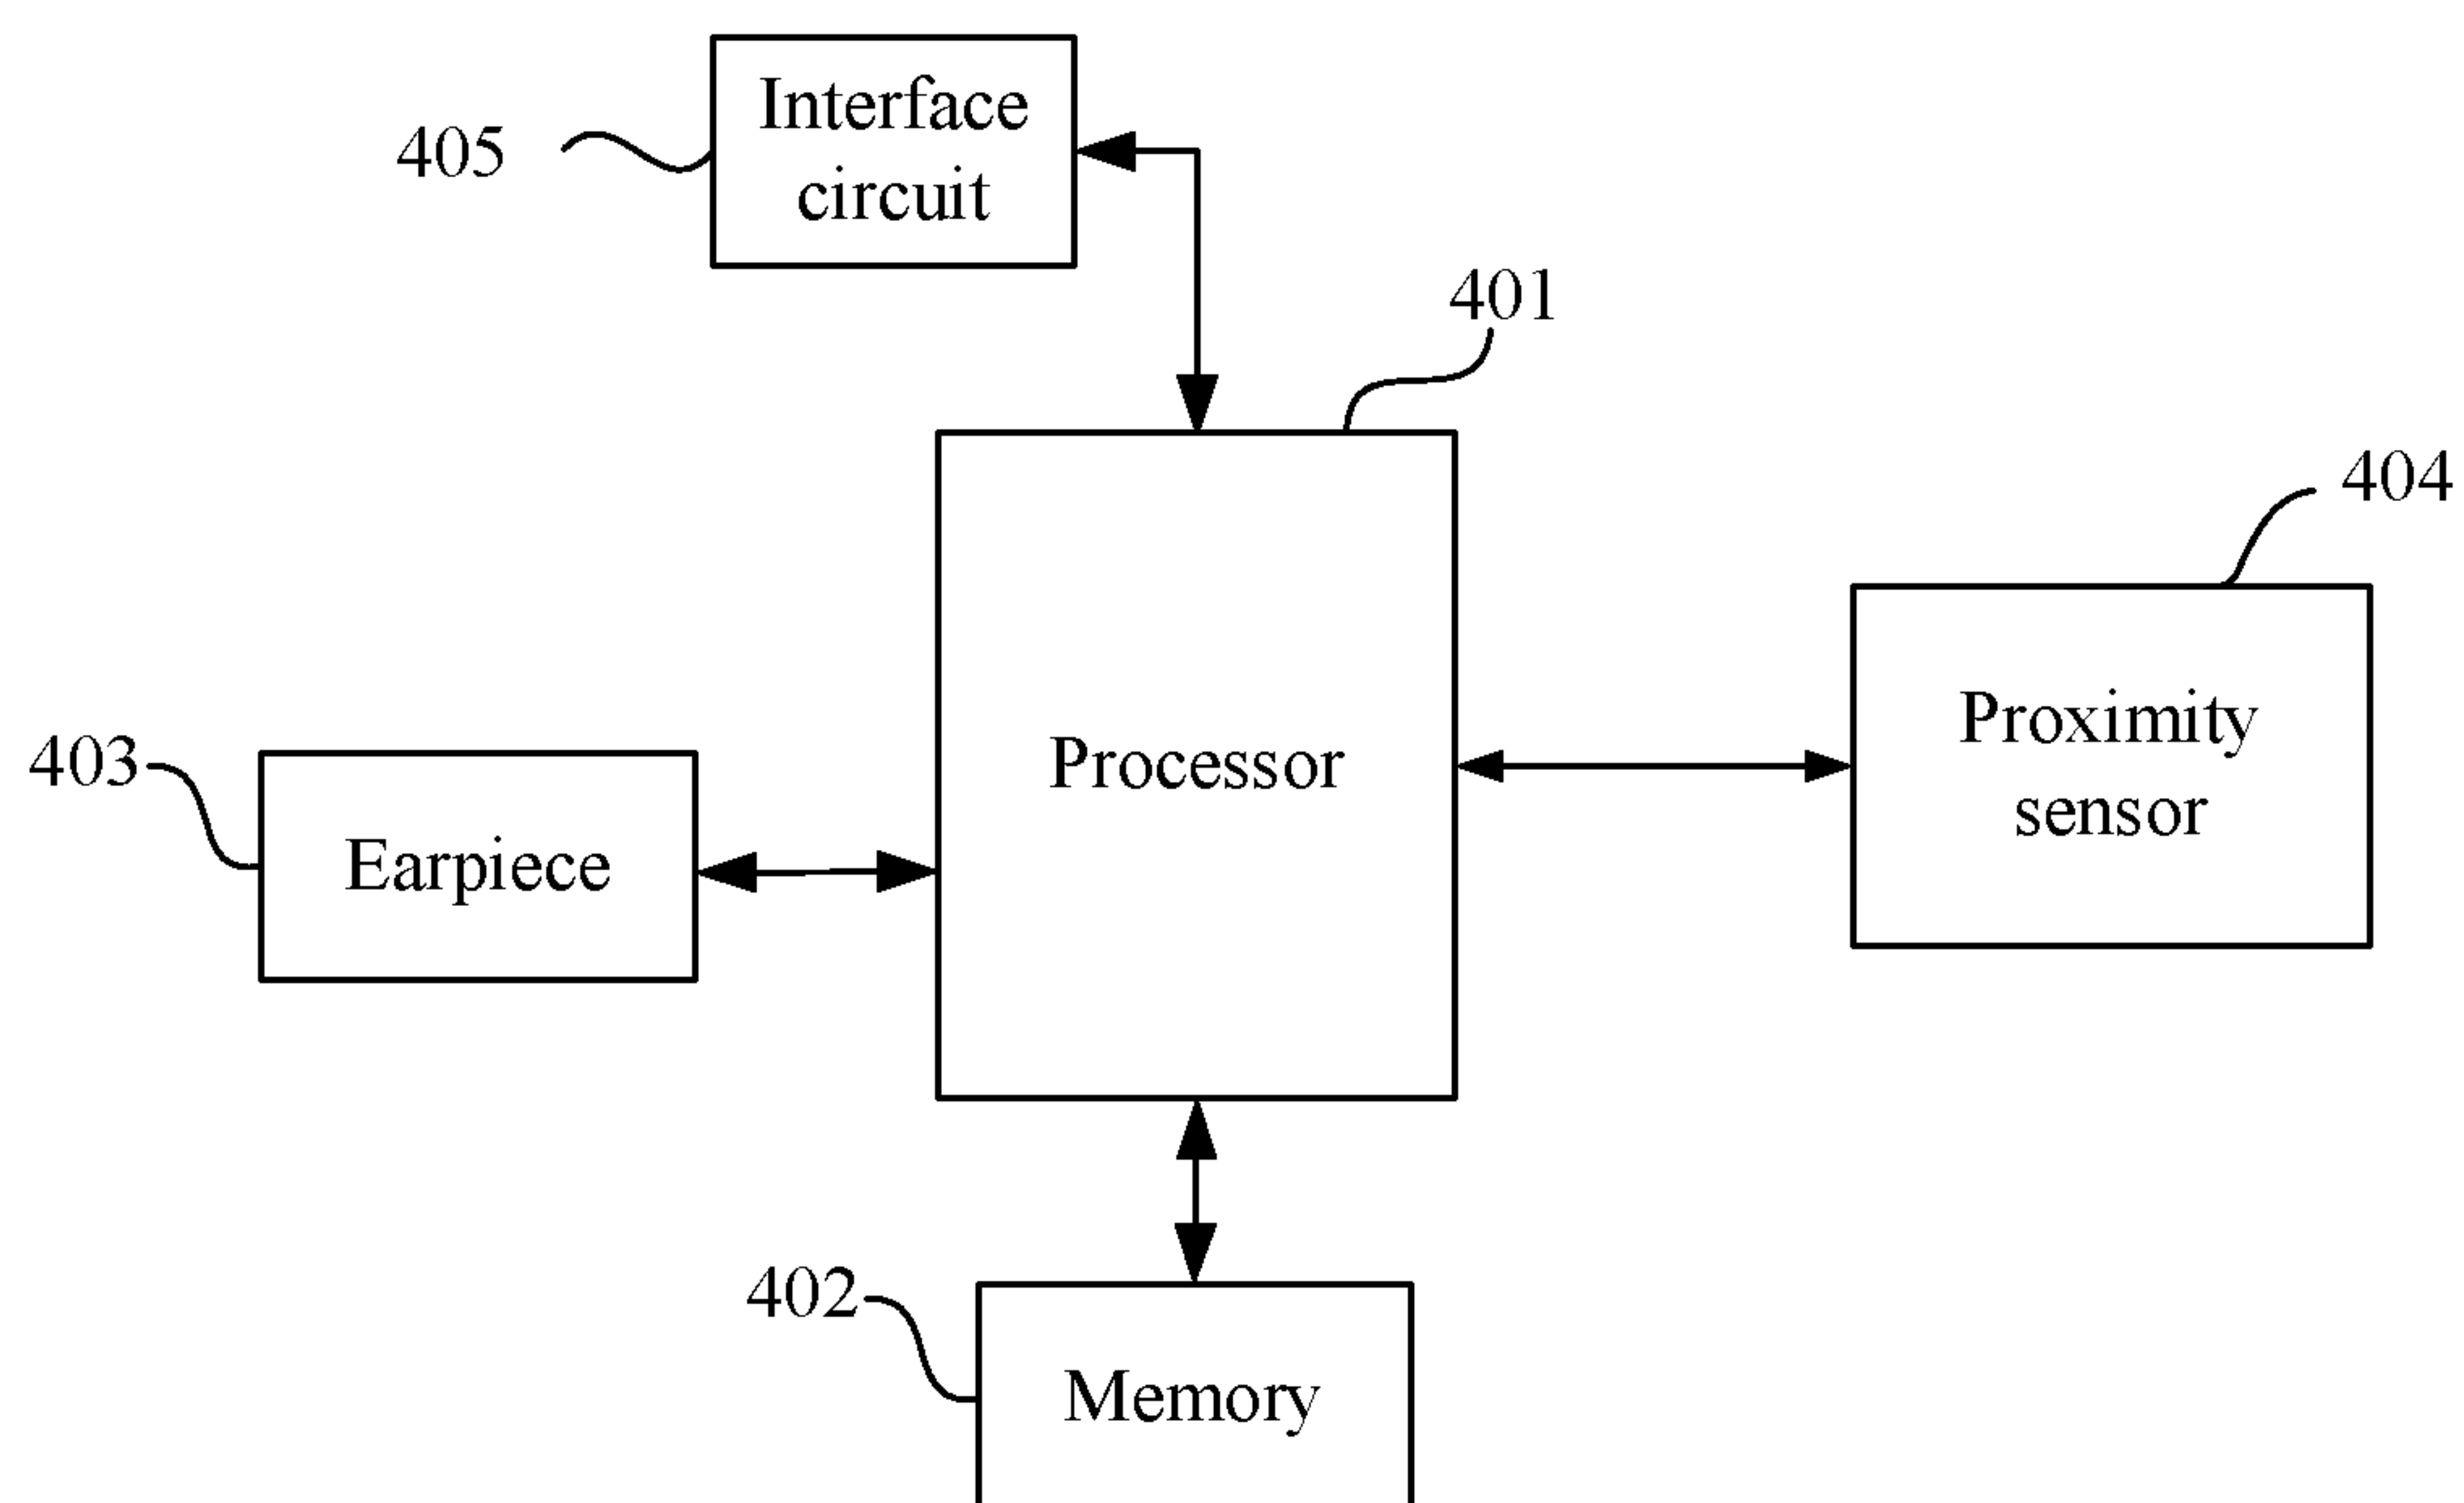 Interface
circuit
405
401
404
Proximity
sensor
Processor
403
Earpiece
402
Memory